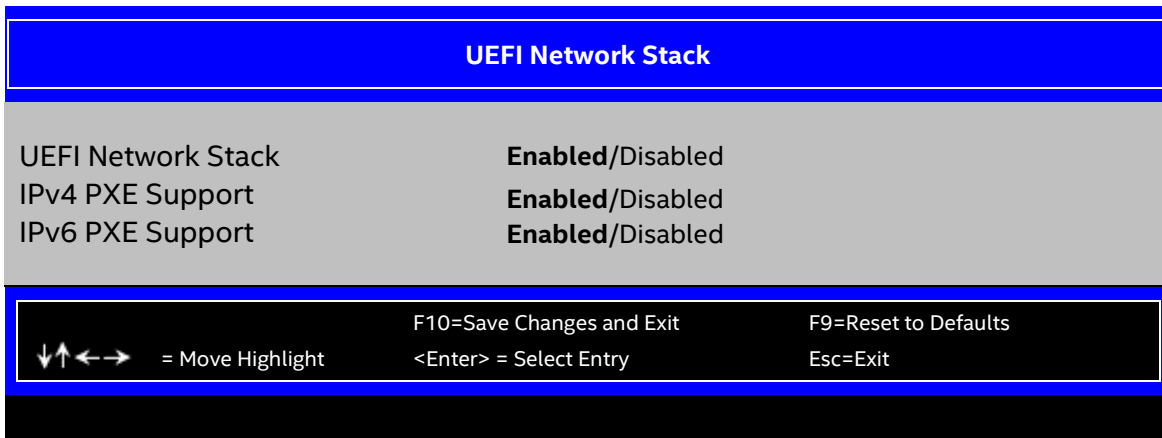 UEFI Network Stack
UEFI Network Stack Enabled/Disabled
IPv4 PXE Support Enabled/Disabled
IPv6 PXE Support Enabled/Disabled
F10=Save Changes and Exit F9=Reset to Defaults
↓↑←→ = Move Highlight <Enter> = Select Entry Esc=Exit